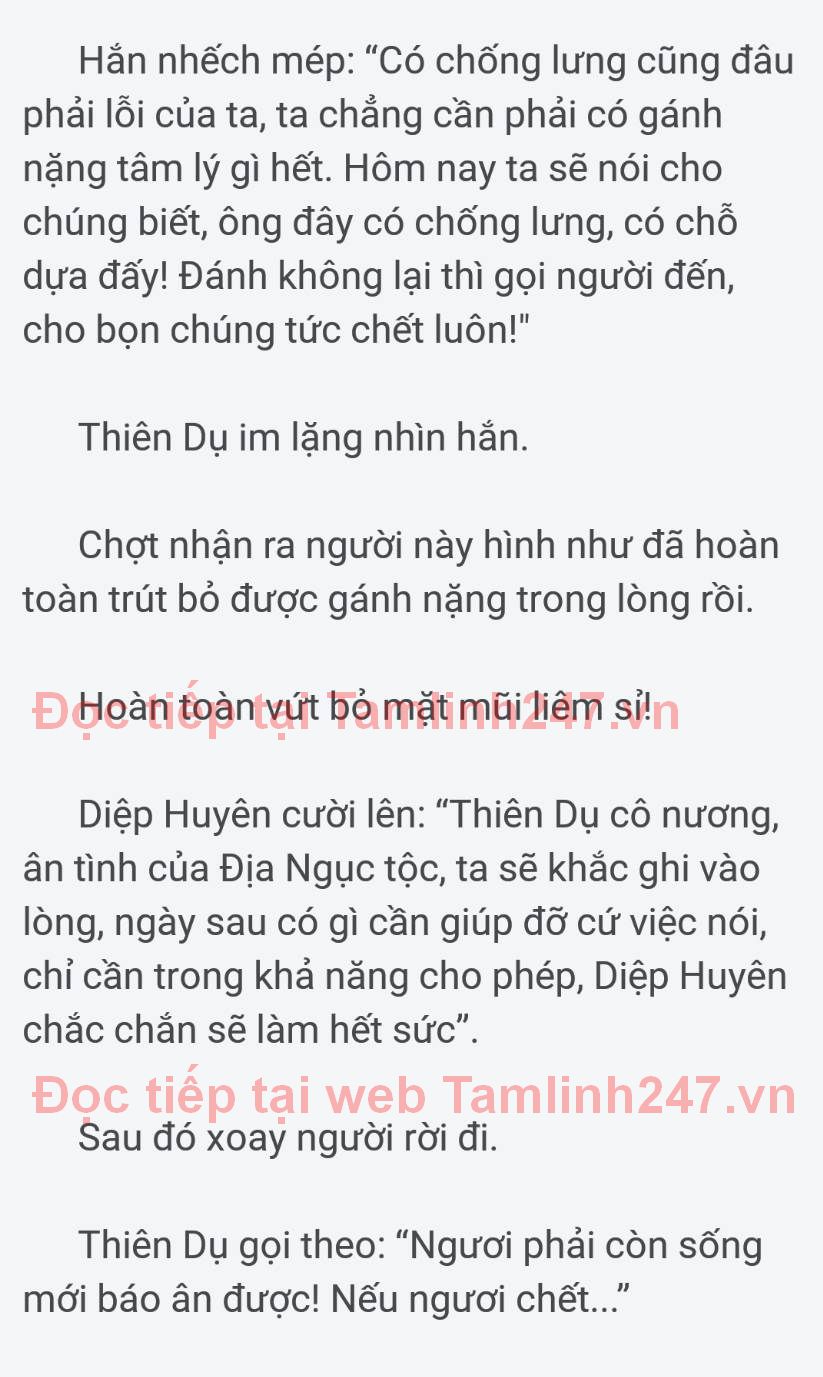 Hắn nhếch mép: “Có chống lưng cũng đâu
phải lỗi của ta, ta chẳng cần phải có gánh
nặng tâm lý gì hết. Hôm nay ta sẽ nói cho
chúng biết, ông đây có chống lưng, có chỗ
dựa đấy! Đánh không lại thì gọi người đến,
cho bọn chúng tức chết luôn!"
Thiên Dụ im lặng nhìn hắn.
Chợt nhận ra người này hình như đã hoàn
toàn trút bỏ được gánh nặng trong lòng rồi.
Hoàn toàn vứt bỏ mặt mũi liêm sỉ!
Đọc tiếp tại Tamlinh247.vn
Diệp Huyên cười lên: “Thiên Dụ cô nương,
ân tình của Địa Ngục tộc, ta sẽ khắc ghi vào
lòng, ngày sau có gì cần giúp đỡ cứ việc nói,
chỉ cần trong khả năng cho phép, Diệp Huyên
chắc chắn sẽ làm hết sức”.
Đọc tiếp tại web Tamlinh247.vn
Sau đó xoay người rời đi.
Thiên Dụ gọi theo: “Ngươi phải còn sống
mới báo ân được! Nếu ngươi chết...”